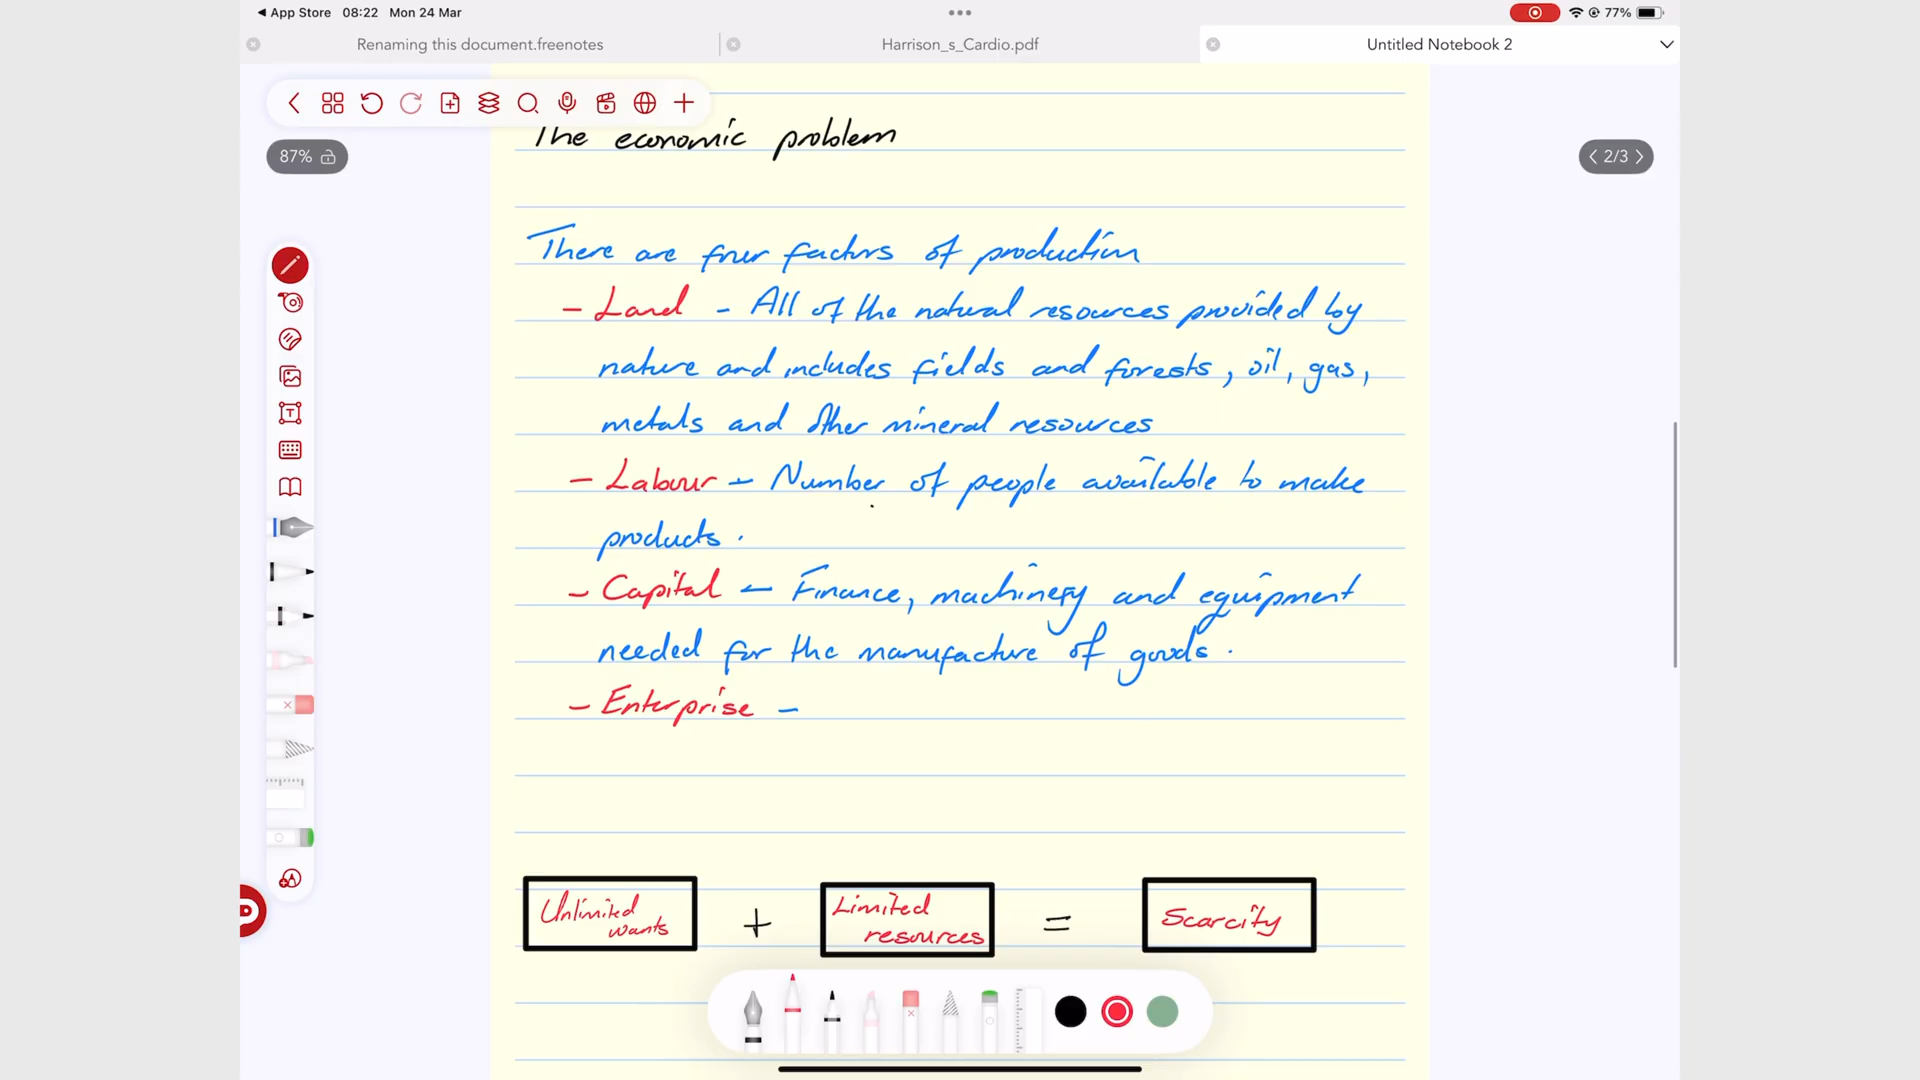 App Store 08:22 Mon 24 Mar 77%
Renaming this document.freenotes Harrison_s_Cardio.pdf Untitled Notebook 2
The economic problem
87% 2/3
There are four factors of production
- Land - All of the natural resources provided by
nature and includes fields and forests, oil, gas,
metals and other mineral resources
- Labour - Number of people available to make
products.
- Capital - Finance, machinery and equipment
needed for the manufacture of goods.
- Enterprise -
Unlimited wants + Limited resources = Scarcity